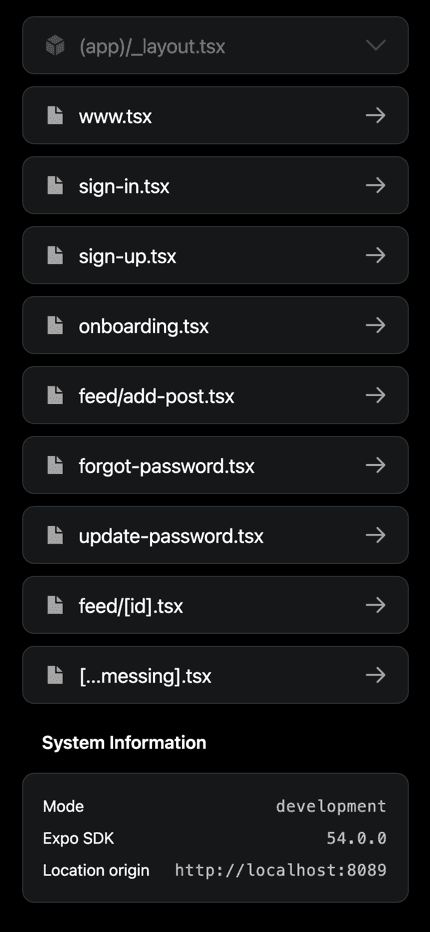 (app)/_layout.tsx
www.tsx
sign-in.tsx
sign-up.tsx
onboarding.tsx
feed/add-post.tsx
forgot-password.tsx
update-password.tsx
feed/[id].tsx
[...messing].tsx
System Information
Mode development
Expo SDK 54.0.0
Location origin http://localhost:8089